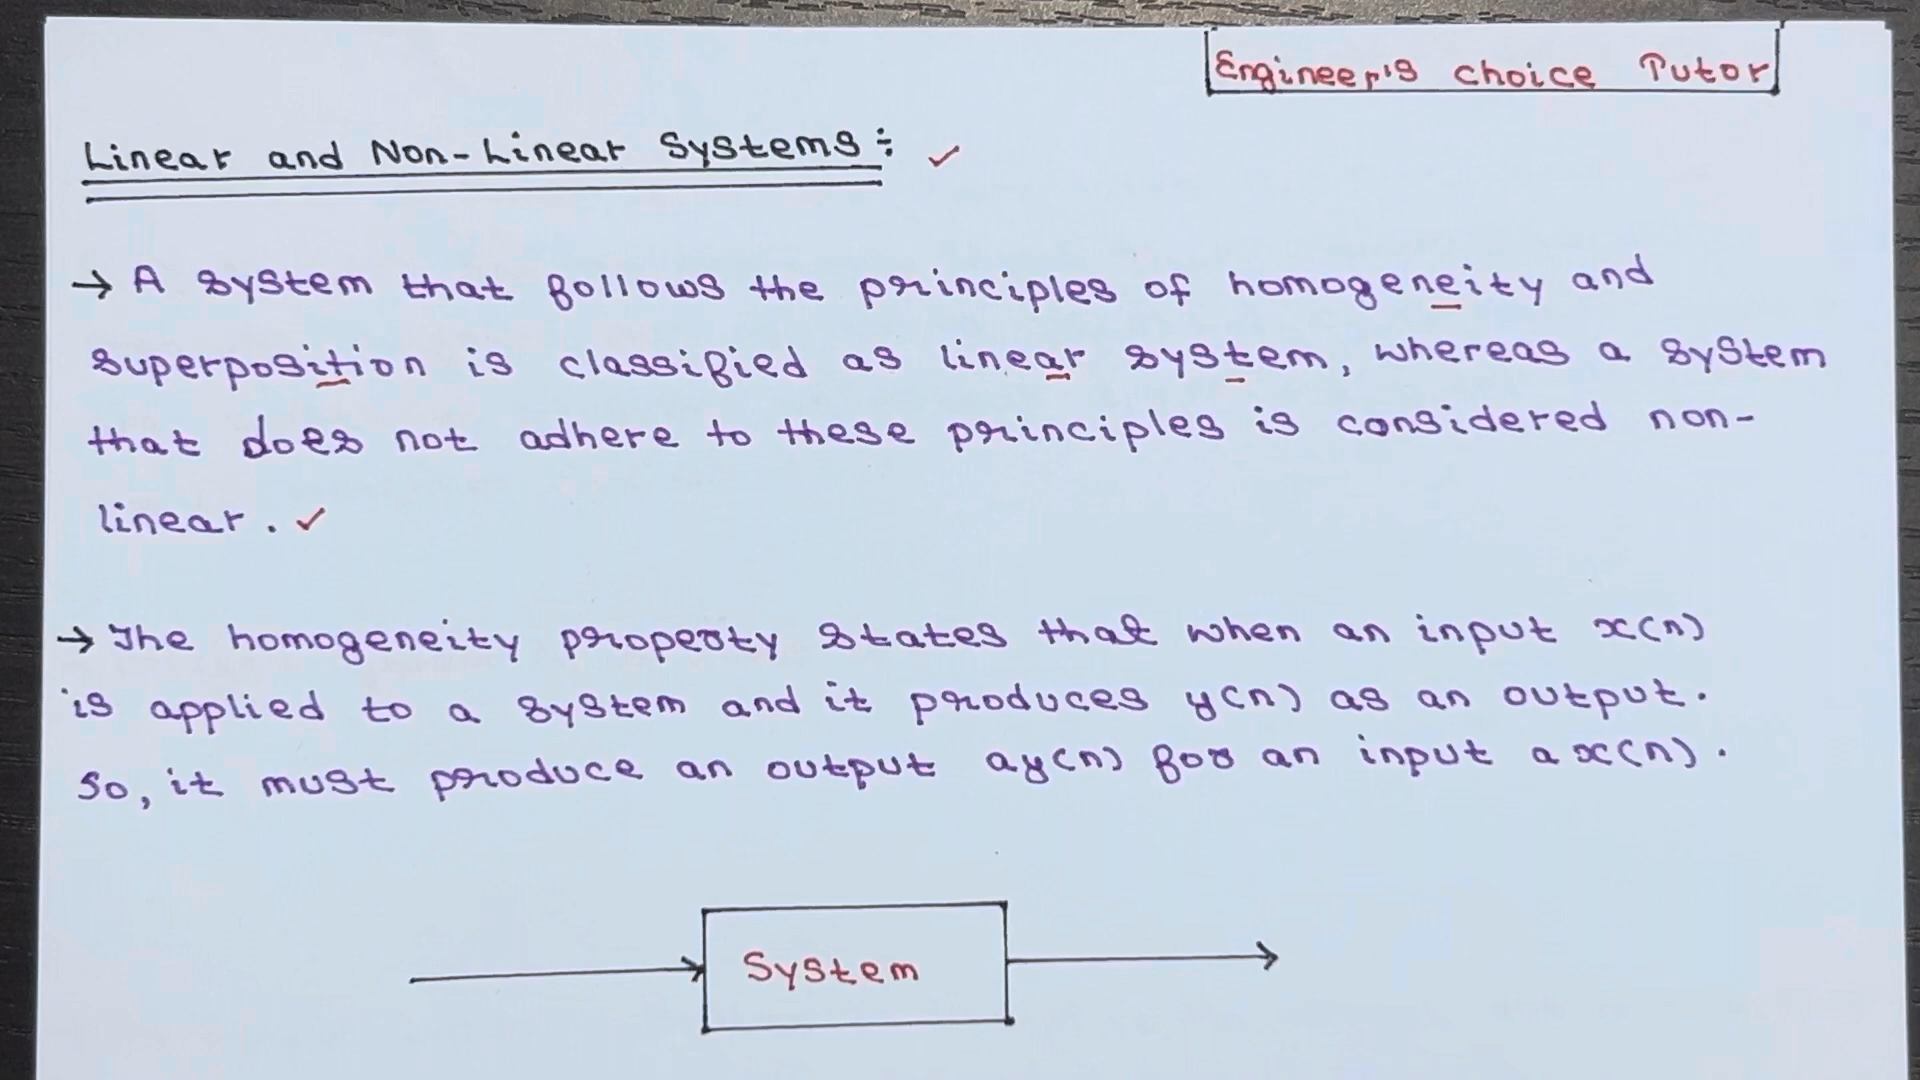 Engineer's choice Tutor
Linear and Non-Linear Systems :
→ A system that follows the principles of homogeneity and
superposition is classified as linear system, whereas a system
that does not adhere to these principles is considered non-
linear.
→ The homogeneity property states that when an input x(n)
is applied to a system and it produces y(n) as an output.
So, it must produce an output ay(n) for an input ax(n).
System